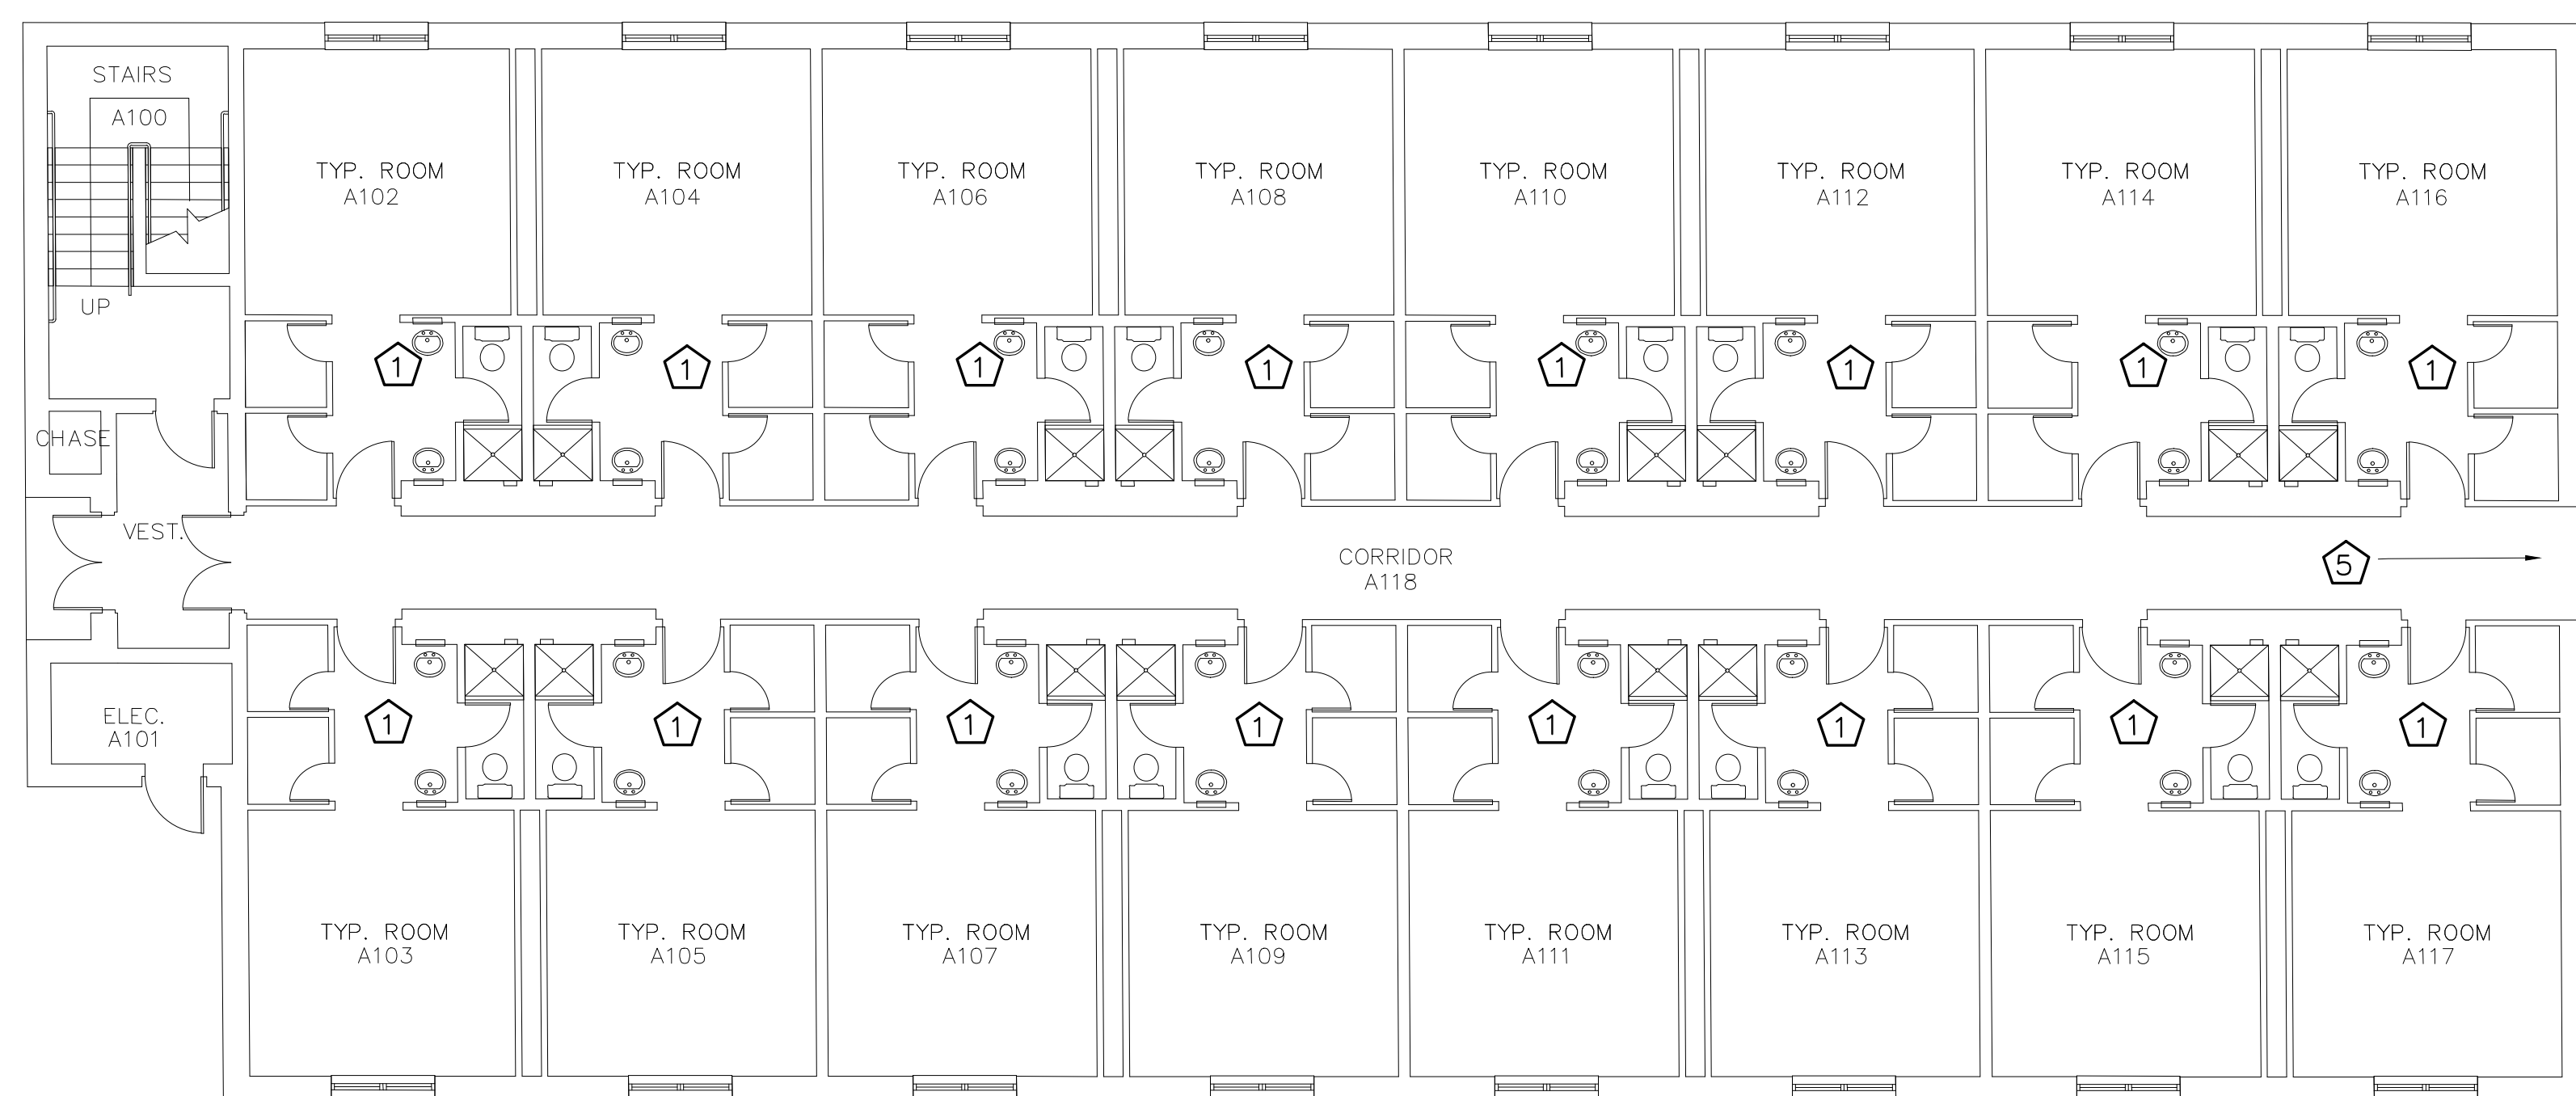 STAIRS
A100
TYP. ROOM
A102
TYP. ROOM
A104
TYP. ROOM
A106
TYP. ROOM
A108
TYP. ROOM
A110
TYP. ROOM
A112
TYP. ROOM
A114
TYP. ROOM
A116
UP
1
1
1
1
1
1
1
1
CHASE
VEST.
CORRIDOR
A118
5
ELEC.
A101
1
1
1
1
1
1
1
1
TYP. ROOM
A103
TYP. ROOM
A105
TYP. ROOM
A107
TYP. ROOM
A109
TYP. ROOM
A111
TYP. ROOM
A113
TYP. ROOM
A115
TYP. ROOM
A117